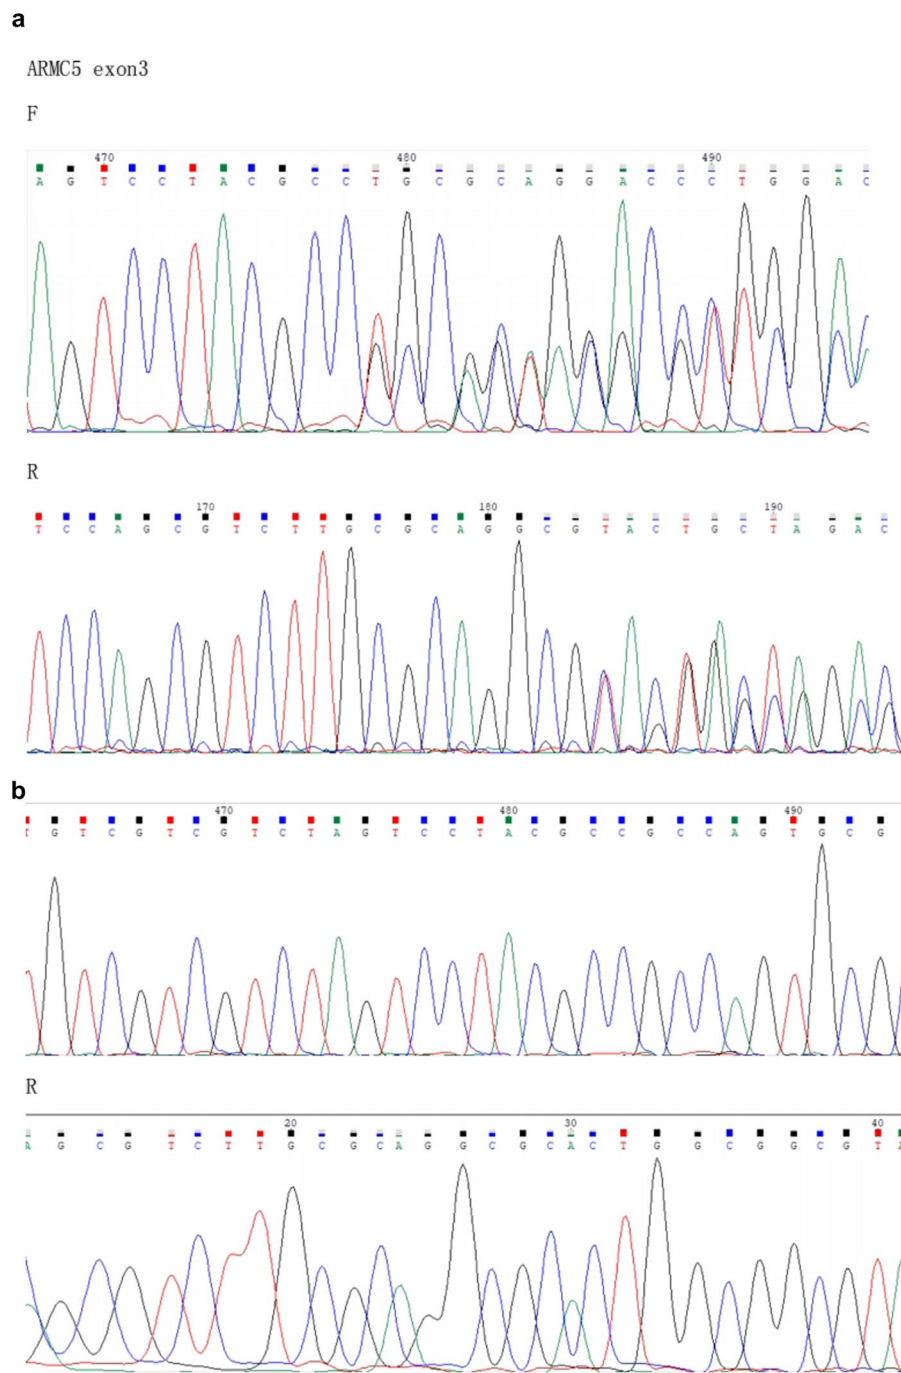 a
ARMC5 exon3
F
470 480 490
A G T C C T A C G C C T G C G C A G G A C C C T G G A C
R
170 180 190
T C C A G C G T C T T G C G C A G G C G T A C T G C T A G A C
b
470 480 490
T G T C G T C G T C T A G T C C T A C G C C G C C A G T G C G
R
20 30 40
A G C G T C T T G C G C A G G C G C A C T G G C G G C G T A